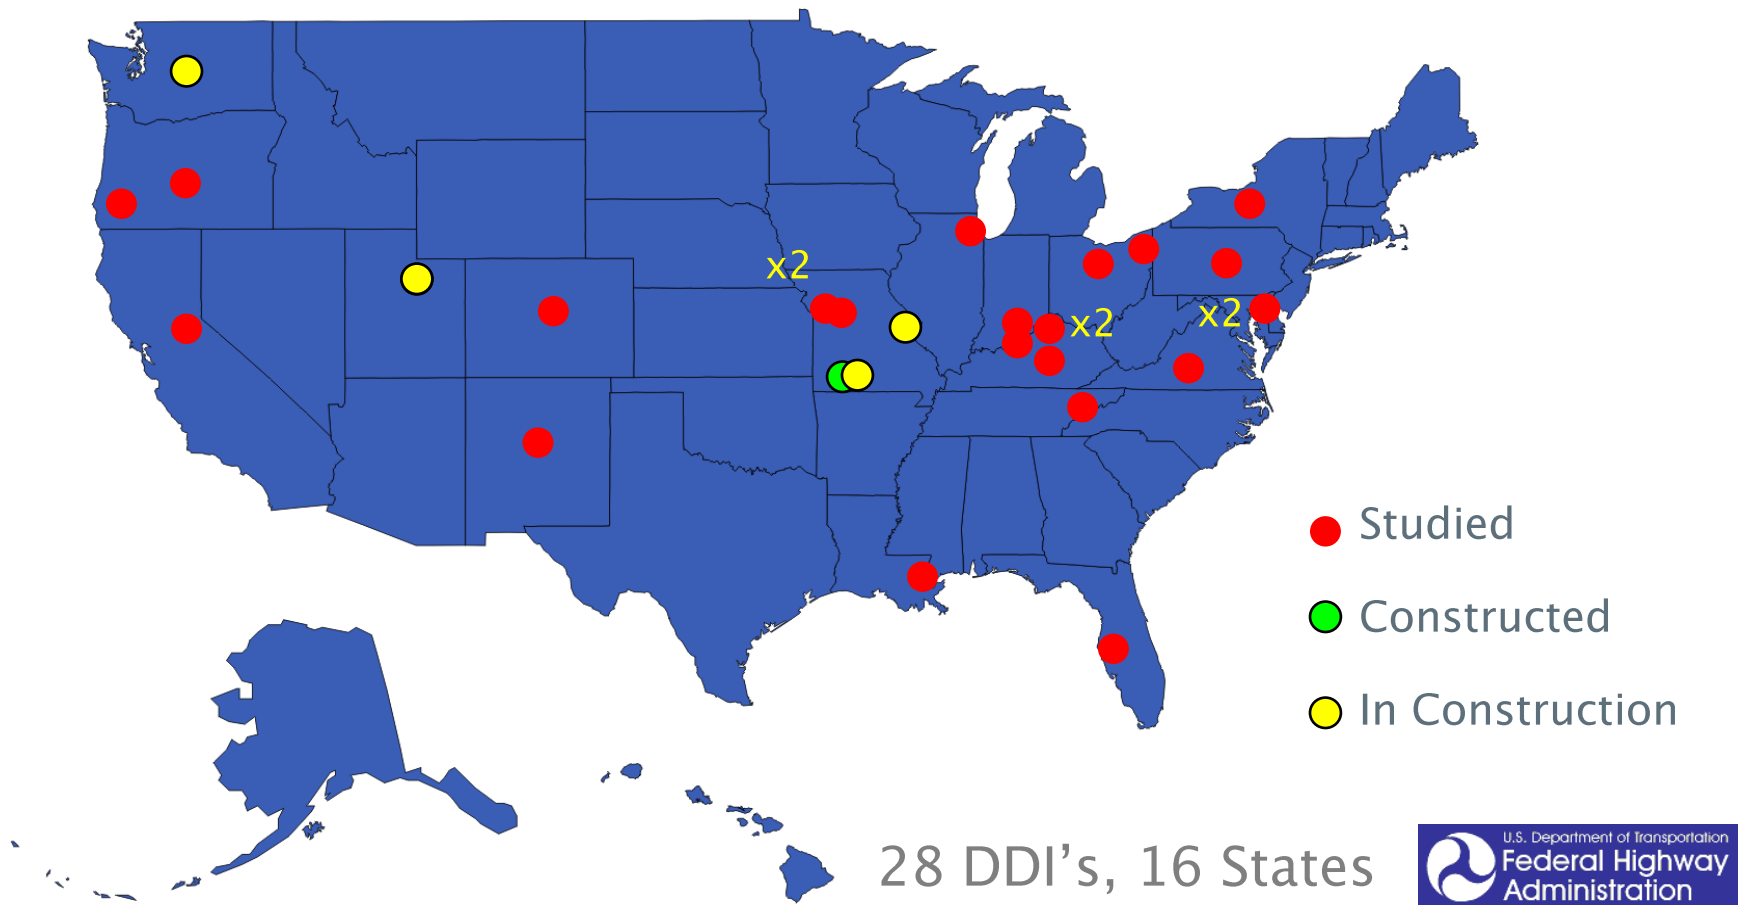 x2
x2
x2
Studied
Constructed
In Construction
28 DDI’s, 16 States
U.S. Department of Transportation
Federal Highway
Administration